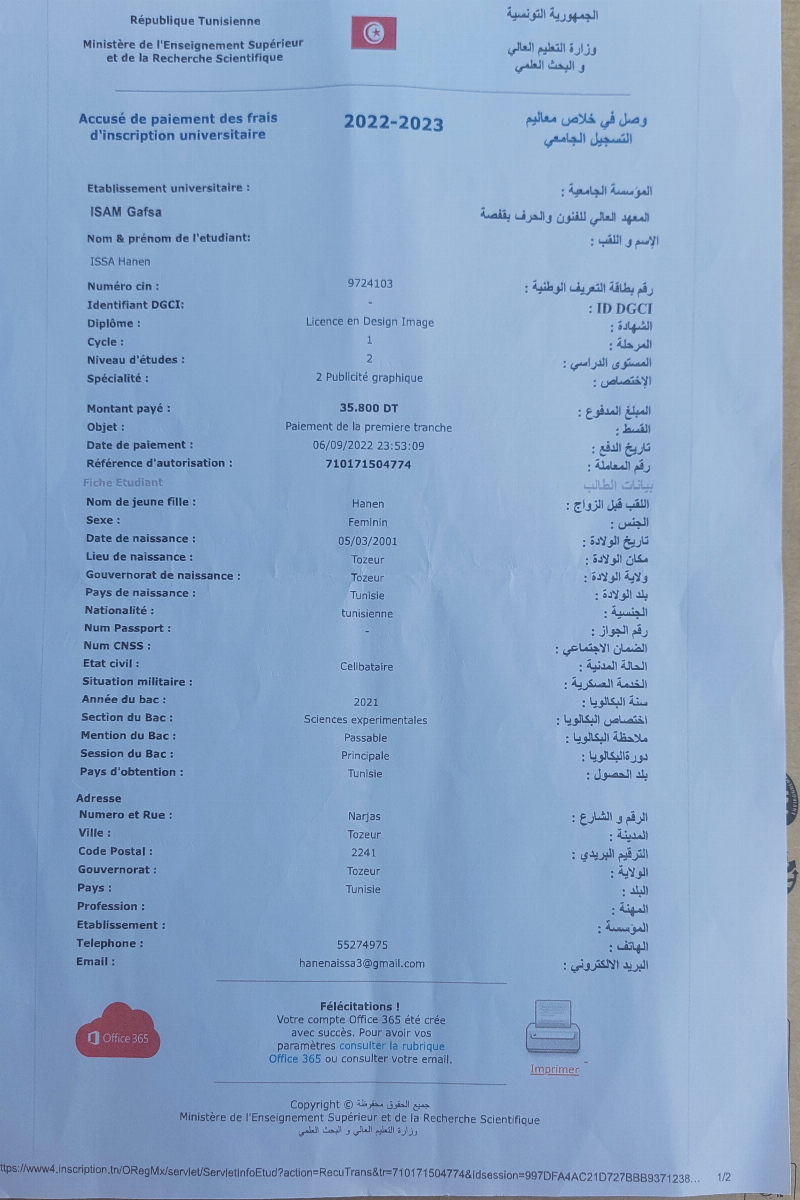 République Tunisienne
الجمهورية التونسية
Ministère de l'Enseignement Supérieur
et de la Recherche Scientifique
وزارة التعليم العالي
و البحث العلمي
Accusé de paiement des frais
d'inscription universitaire
2022-2023
وصل في خلاص معاليم
التسجيل الجامعي
Etablissement universitaire :
المؤسسة الجامعية :
ISAM Gafsa
المعهد العالي للفنون والحرف بقفصة
Nom & prénom de l'etudiant:
الإسم و اللقب :
ISSA Hanen
Numéro cin : 9724103 رقم بطاقة التعريف الوطنية :
Identifiant DGCI: - ID DGCI :
Diplôme : Licence en Design Image الشهادة :
Cycle : 1 المرحلة :
Niveau d'études : 2 المستوى الدراسي :
Spécialité : 2 Publicité graphique الإختصاص :
Montant payé : 35.800 DT المبلغ المدفوع :
Objet : Paiement de la premiere tranche القسط :
Date de paiement : 06/09/2022 23:53:09 تاريخ الدفع :
Référence d'autorisation : 710171504774 رقم المعاملة :
Fiche Etudiant بيانات الطالب
Nom de jeune fille : Hanen اللقب قبل الزواج :
Sexe : Feminin الجنس :
Date de naissance : 05/03/2001 تاريخ الولادة :
Lieu de naissance : Tozeur مكان الولادة :
Gouvernorat de naissance : Tozeur ولاية الولادة :
Pays de naissance : Tunisie بلد الولادة :
Nationalité : tunisienne الجنسية :
Num Passport : - رقم الجواز :
Num CNSS : الضمان الاجتماعي :
Etat civil : Celibataire الحالة المدنية :
Situation militaire : الخدمة العسكرية :
Année du bac : 2021 سنة البكالويا :
Section du Bac : Sciences experimentales اختصاص البكالويا :
Mention du Bac : Passable ملاحظة البكالويا :
Session du Bac : Principale دورةالبكالويا :
Pays d'obtention : Tunisie بلد الحصول :
Adresse
Numero et Rue : Narjas الرقم و الشارع :
Ville : Tozeur المدينة :
Code Postal : 2241 الترقيم البريدي :
Gouvernorat : Tozeur الولاية :
Pays : Tunisie البلد :
Profession : المهنة :
Etablissement : المؤسسة :
Telephone : 55274975 الهاتف :
Email : hanenaissa3@gmail.com البريد الالكتروني :
Office 365
Félécitations !
Votre compte Office 365 été crée
avec succès. Pour avoir vos
paramètres consulter la rubrique
Office 365 ou consulter votre email.
Imprimer
Copyright © جميع الحقوق محفوظة
Ministère de l'Enseignement Supérieur et de la Recherche Scientifique
وزارة التعليم العالي و البحث العلمي
ttps://www4.inscription.tn/ORegMx/servlet/ServletInfoEtud?action=RecuTrans&tr=710171504774&Idsession=997DFA4AC21D727BBB9371238... 1/2